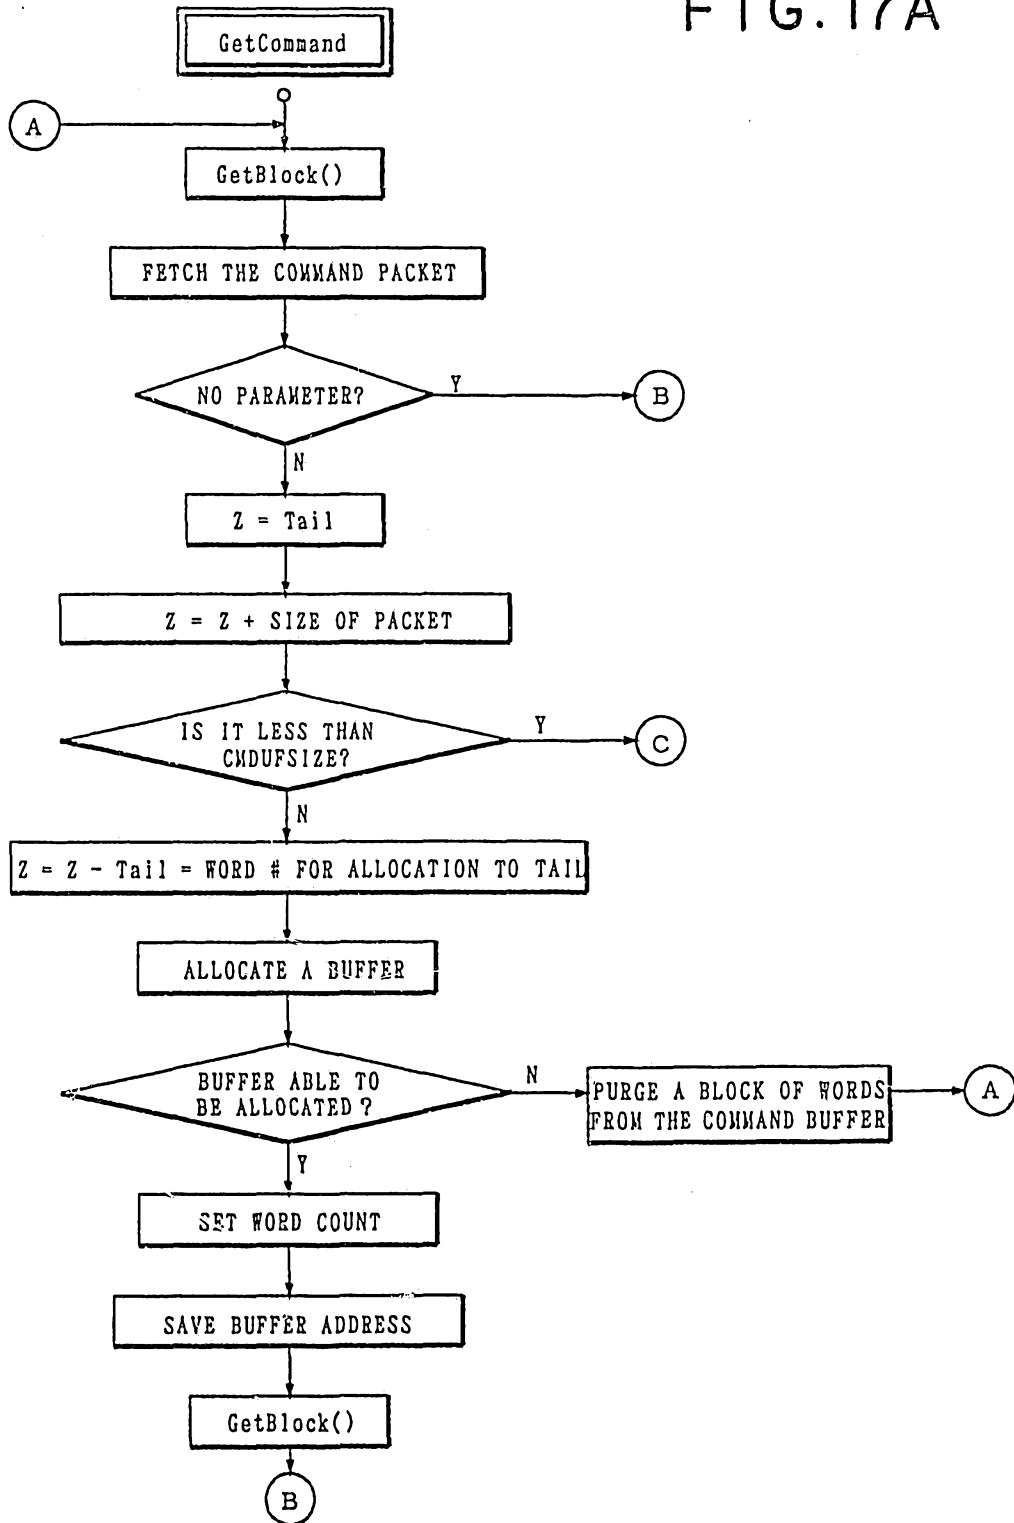 FIG. 17A
GetCommand
A
GetBlock()
FETCH THE COMMAND PACKET
NO PARAMETER?
Y
B
N
Z = Tail
Z = Z + SIZE OF PACKET
IS IT LESS THAN
CMDUFSIZE?
Y
C
N
Z = Z - Tail = WORD # FOR ALLOCATION TO TAIL
ALLOCATE A BUFFER
BUFFER ABLE TO
BE ALLOCATED?
N
PURGE A BLOCK OF WORDS
FROM THE COMMAND BUFFER
A
Y
SET WORD COUNT
SAVE BUFFER ADDRESS
GetBlock()
B